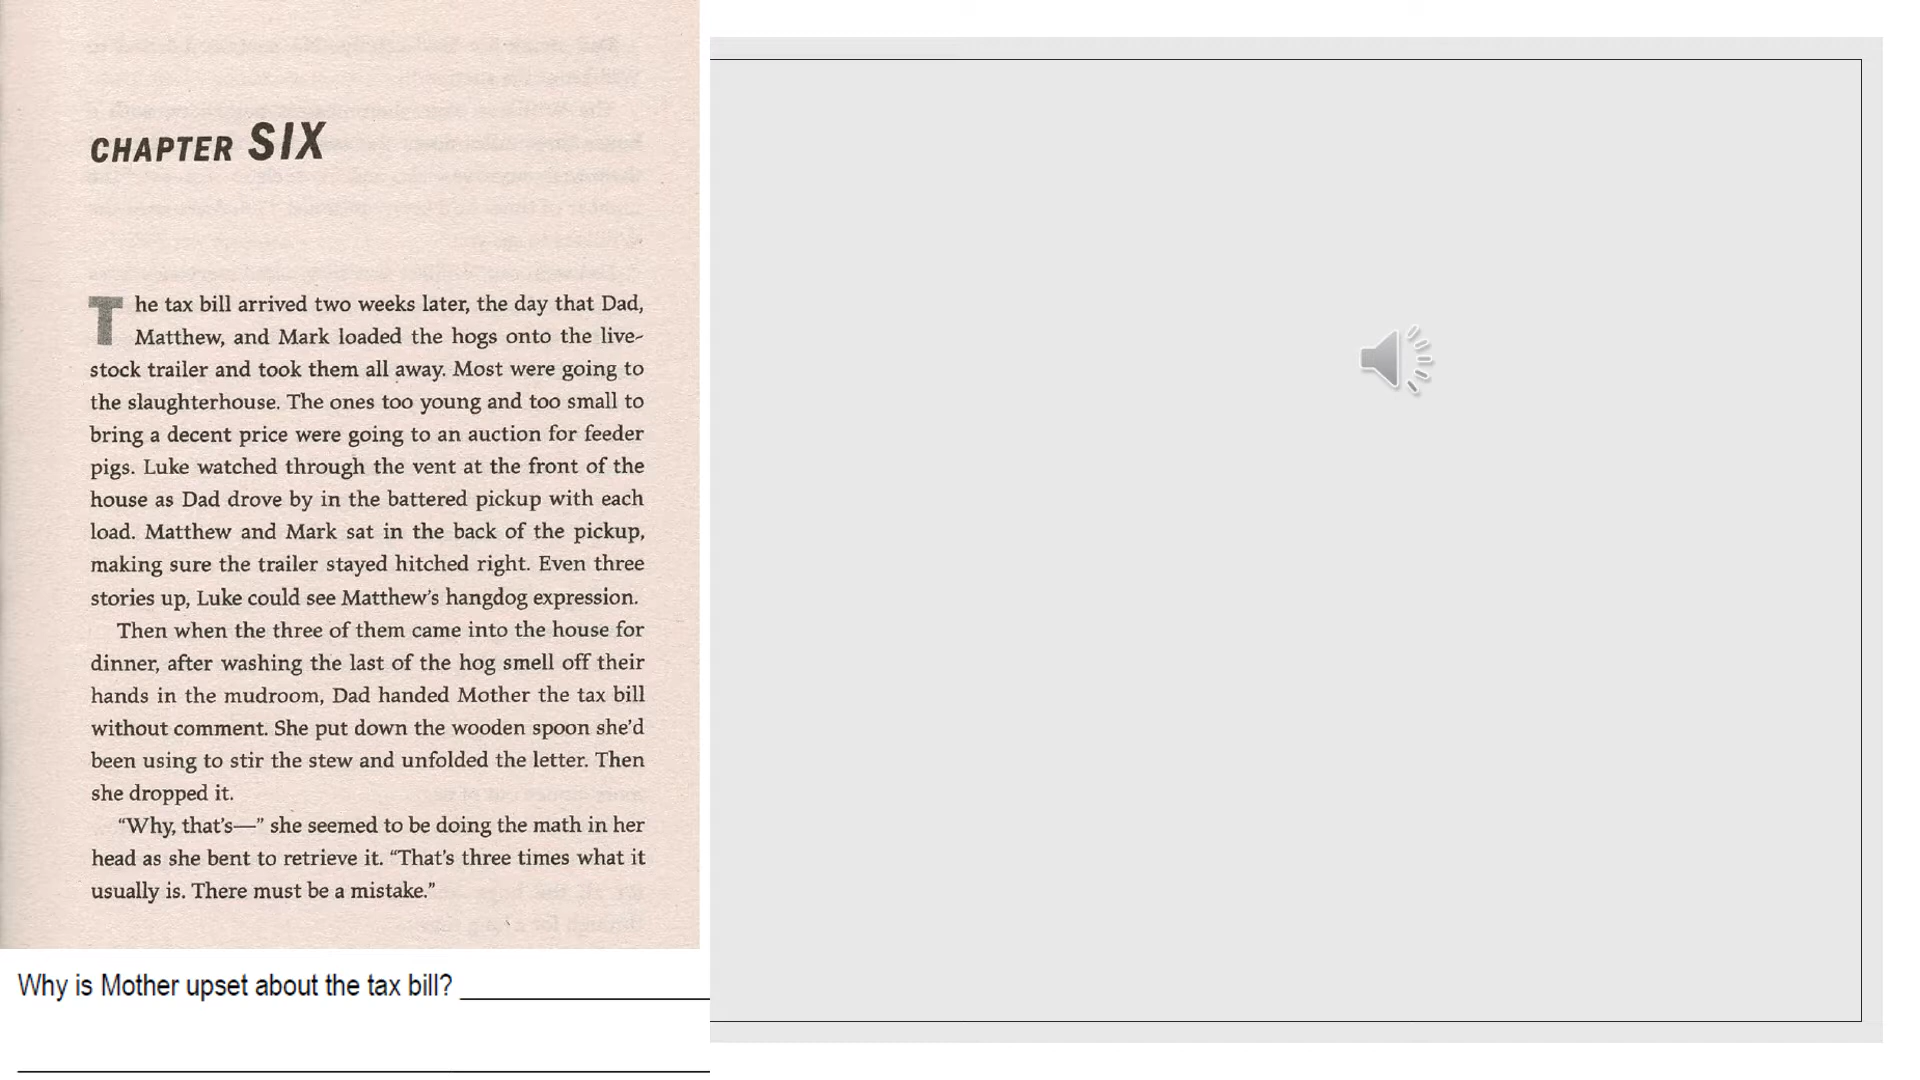 CHAPTER SIX
The tax bill arrived two weeks later, the day that Dad,
Matthew, and Mark loaded the hogs onto the live-
stock trailer and took them all away. Most were going to
the slaughterhouse. The ones too young and too small to
bring a decent price were going to an auction for feeder
pigs. Luke watched through the vent at the front of the
house as Dad drove by in the battered pickup with each
load. Matthew and Mark sat in the back of the pickup,
making sure the trailer stayed hitched right. Even three
stories up, Luke could see Matthew's hangdog expression.
Then when the three of them came into the house for
dinner, after washing the last of the hog smell off their
hands in the mudroom, Dad handed Mother the tax bill
without comment. She put down the wooden spoon she'd
been using to stir the stew and unfolded the letter. Then
she dropped it.
“Why, that's—” she seemed to be doing the math in her
head as she bent to retrieve it. “That's three times what it
usually is. There must be a mistake.”
Why is Mother upset about the tax bill?